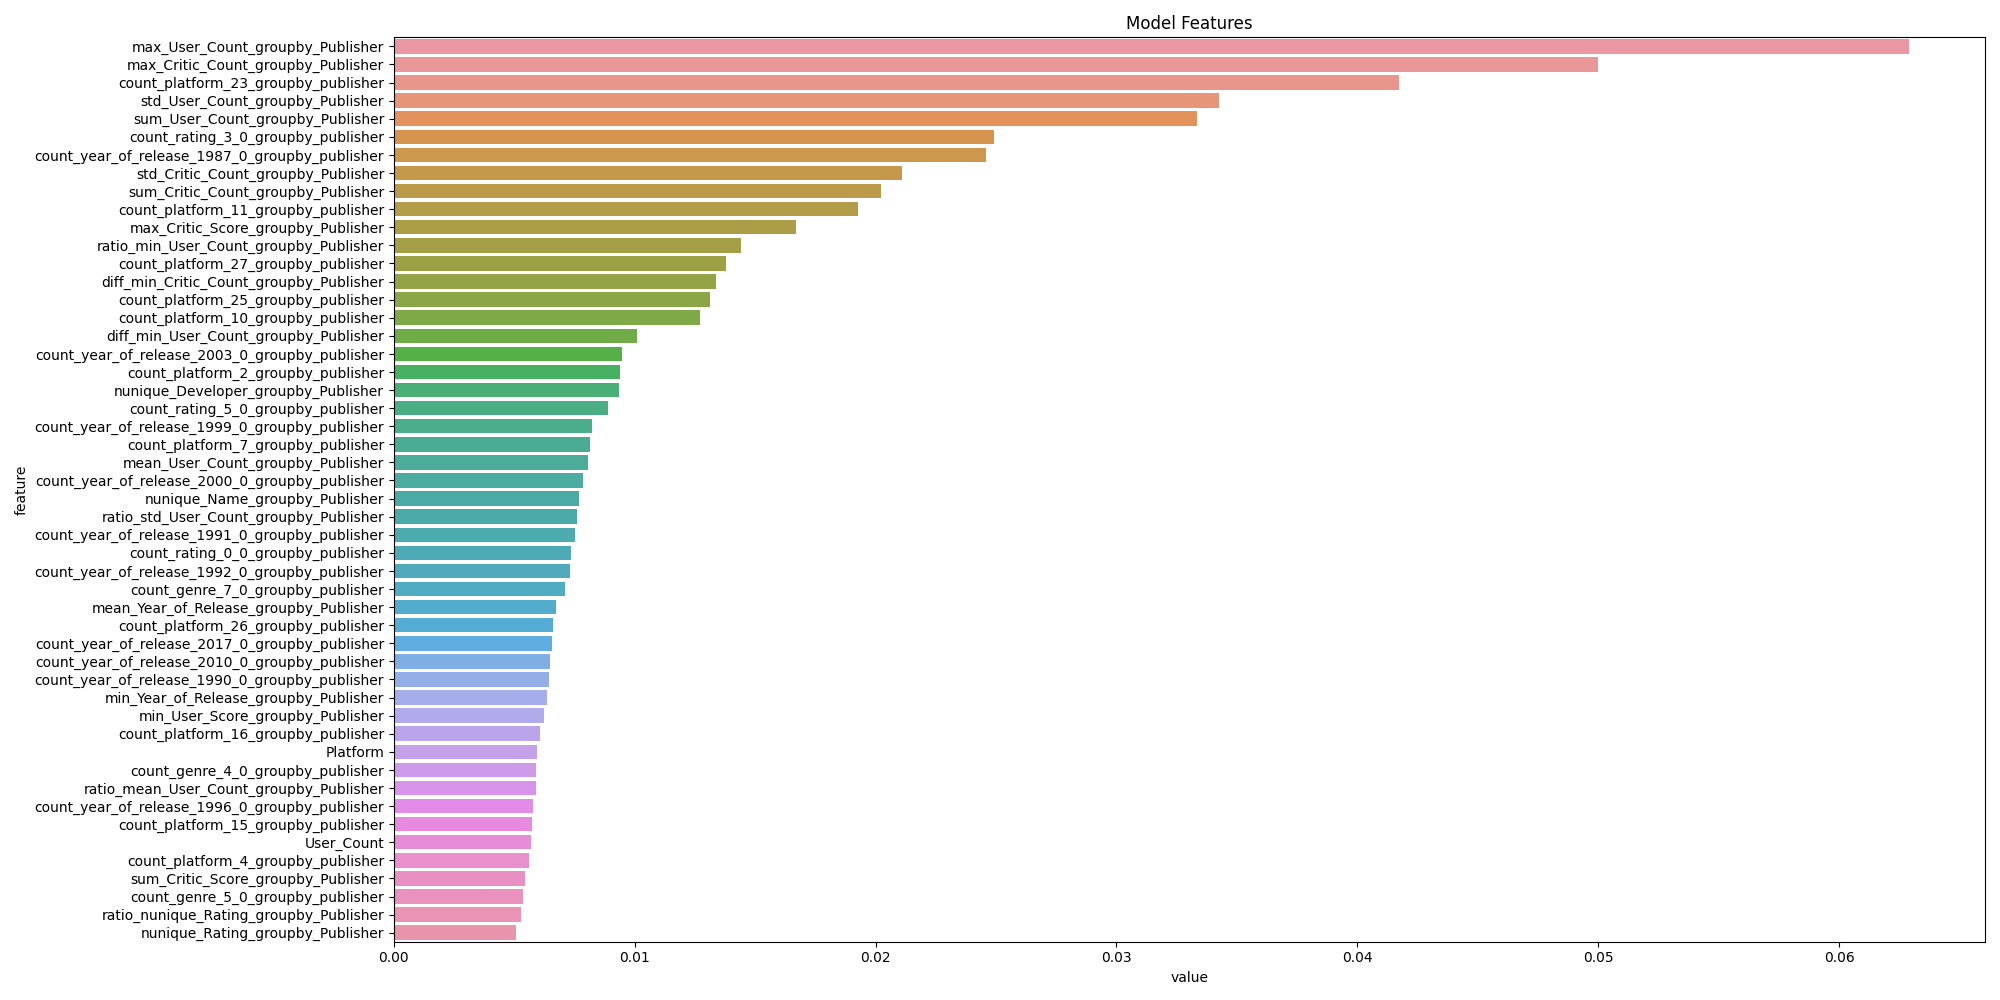 Model Features
max_User_Count_groupby_Publisher
max_Critic_Count_groupby_Publisher
count_platform_23_groupby_publisher
std_User_Count_groupby_Publisher
sum_User_Count_groupby_Publisher
count_rating_3_0_groupby_publisher
count_year_of_release_1987_0_groupby_publisher
std_Critic_Count_groupby_Publisher
sum_Critic_Count_groupby_Publisher
count_platform_11_groupby_publisher
max_Critic_Score_groupby_Publisher
ratio_min_User_Count_groupby_Publisher
count_platform_27_groupby_publisher
diff_min_Critic_Count_groupby_Publisher
count_platform_25_groupby_publisher
count_platform_10_groupby_publisher
diff_min_User_Count_groupby_Publisher
count_year_of_release_2003_0_groupby_publisher
count_platform_2_groupby_publisher
nunique_Developer_groupby_Publisher
count_rating_5_0_groupby_publisher
count_year_of_release_1999_0_groupby_publisher
count_platform_7_groupby_publisher
mean_User_Count_groupby_Publisher
count_year_of_release_2000_0_groupby_publisher
nunique_Name_groupby_Publisher
ratio_std_User_Count_groupby_Publisher
count_year_of_release_1991_0_groupby_publisher
count_rating_0_0_groupby_publisher
count_year_of_release_1992_0_groupby_publisher
count_genre_7_0_groupby_publisher
mean_Year_of_Release_groupby_Publisher
count_platform_26_groupby_publisher
count_year_of_release_2017_0_groupby_publisher
count_year_of_release_2010_0_groupby_publisher
count_year_of_release_1990_0_groupby_publisher
min_Year_of_Release_groupby_Publisher
min_User_Score_groupby_Publisher
count_platform_16_groupby_publisher
Platform
count_genre_4_0_groupby_publisher
ratio_mean_User_Count_groupby_Publisher
count_year_of_release_1996_0_groupby_publisher
count_platform_15_groupby_publisher
User_Count
count_platform_4_groupby_publisher
sum_Critic_Score_groupby_Publisher
count_genre_5_0_groupby_publisher
ratio_nunique_Rating_groupby_Publisher
nunique_Rating_groupby_Publisher
feature
0.00 0.01 0.02 0.03 0.04 0.05 0.06
value